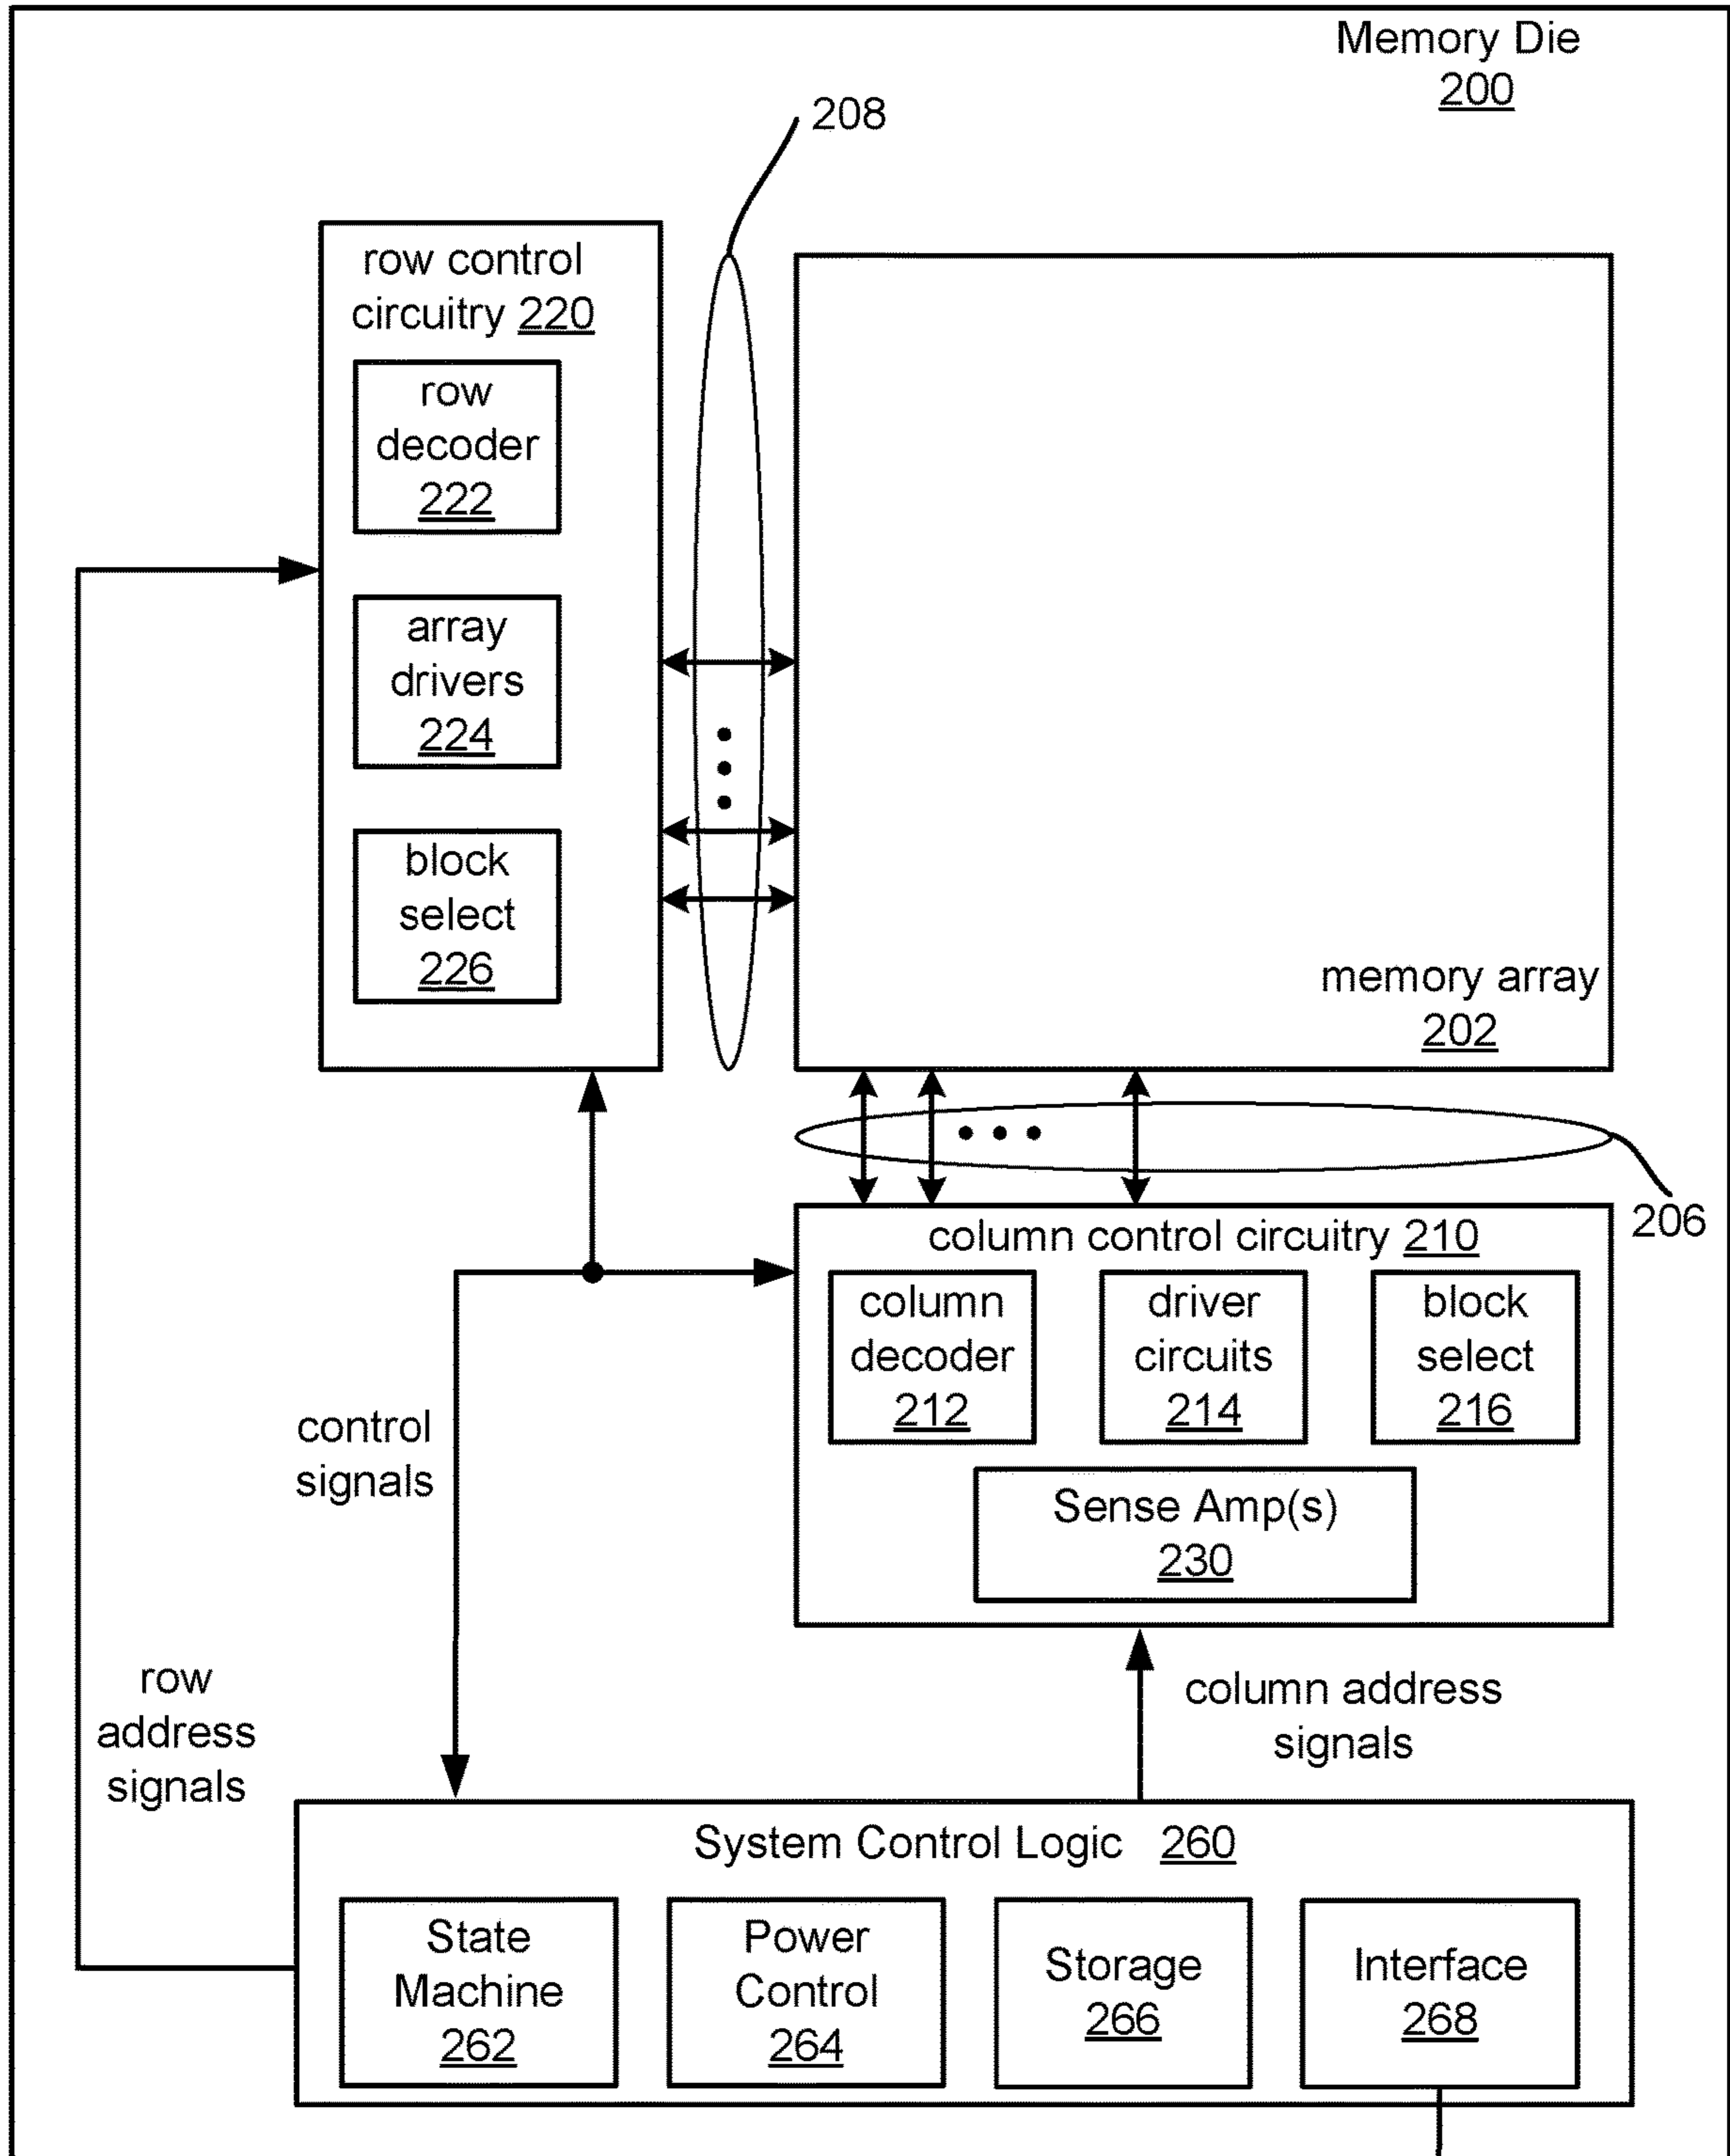 Memory Die
200
208
row control
circuitry 220
row
decoder
222
array
drivers
224
block
select
226
memory array
202
206
column control circuitry 210
column
decoder
212
driver
circuits
214
block
select
216
Sense Amp(s)
230
control
signals
row
address
signals
column address
signals
System Control Logic 260
State
Machine
262
Power
Control
264
Storage
266
Interface
268